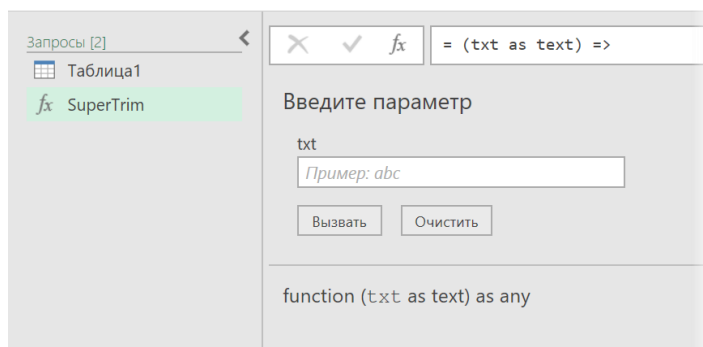 Запросы [2]
Таблица1
fx SuperTrim
fx = (txt as text) =>
Введите параметр
txt
Пример: abc
Вызвать Очистить
function (txt as text) as any